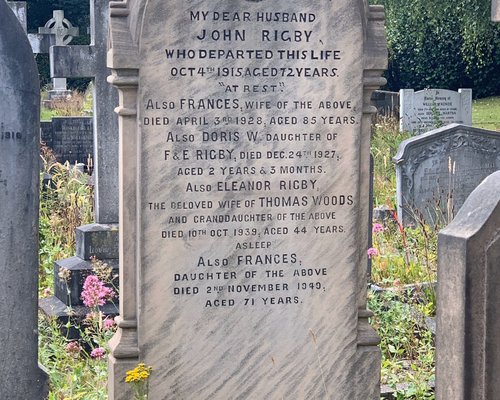 MY DEAR HUSBAND
JOHN RIGBY,
WHO DEPARTED THIS LIFE
OCT 4TH 1915 AGED 72 YEARS.
"AT REST."
ALSO FRANCES, WIFE OF THE ABOVE,
DIED APRIL 3RD 1928, AGED 85 YEARS.
ALSO DORIS W. DAUGHTER OF
F & E RIGBY, DIED DEC. 24TH 1927,
AGED 2 YEARS & 3 MONTHS.
ALSO ELEANOR RIGBY,
THE BELOVED WIFE OF THOMAS WOODS
AND GRANDDAUGHTER OF THE ABOVE
DIED 10TH OCT. 1939, AGED 44 YEARS.
ASLEEP
ALSO FRANCES,
DAUGHTER OF THE ABOVE
DIED 2ND NOVEMBER 1949,
AGED 71 YEARS.